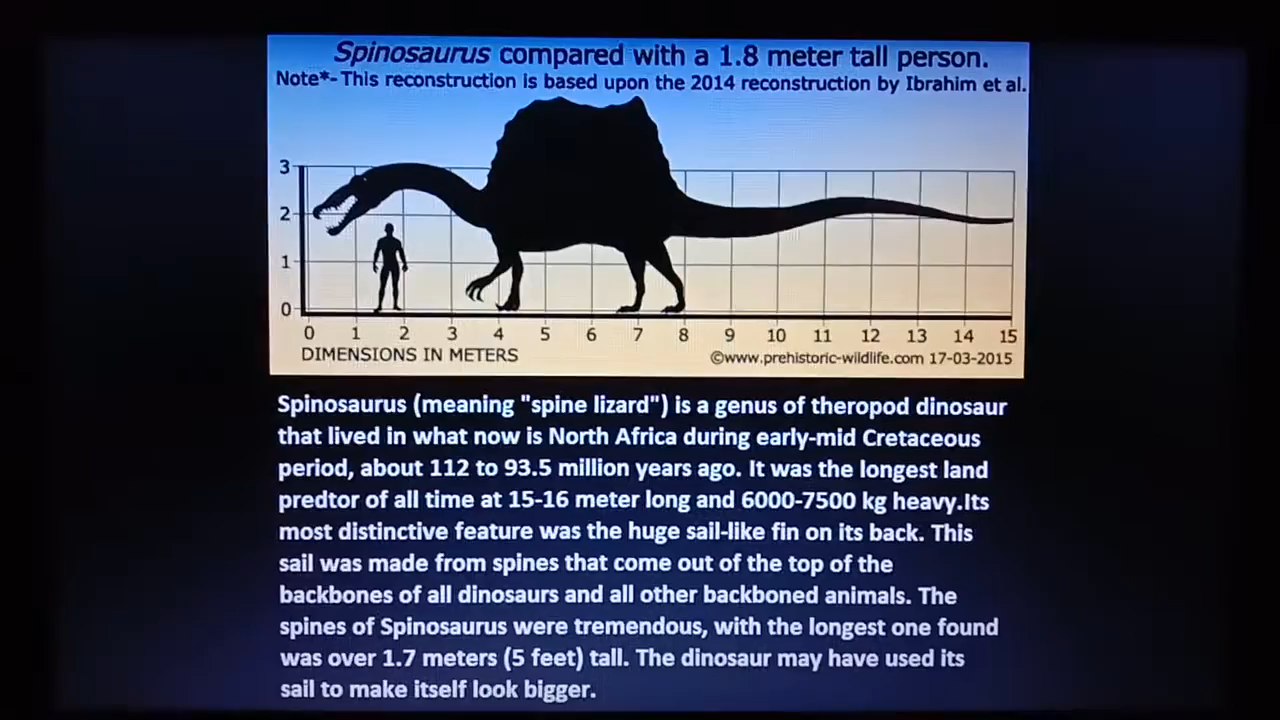 Spinosaurus compared with a 1.8 meter tall person.
Note*- This reconstruction is based upon the 2014 reconstruction by Ibrahim et al.
3
2
1
0
0 1 2 3 4 5 6 7 8 9 10 11 12 13 14 15
DIMENSIONS IN METERS ©www.prehistoric-wildlife.com 17-03-2015
Spinosaurus (meaning "spine lizard") is a genus of theropod dinosaur
that lived in what now is North Africa during early-mid Cretaceous
period, about 112 to 93.5 million years ago. It was the longest land
predtor of all time at 15-16 meter long and 6000-7500 kg heavy.Its
most distinctive feature was the huge sail-like fin on its back. This
sail was made from spines that come out of the top of the
backbones of all dinosaurs and all other backboned animals. The
spines of Spinosaurus were tremendous, with the longest one found
was over 1.7 meters (5 feet) tall. The dinosaur may have used its
sail to make itself look bigger.